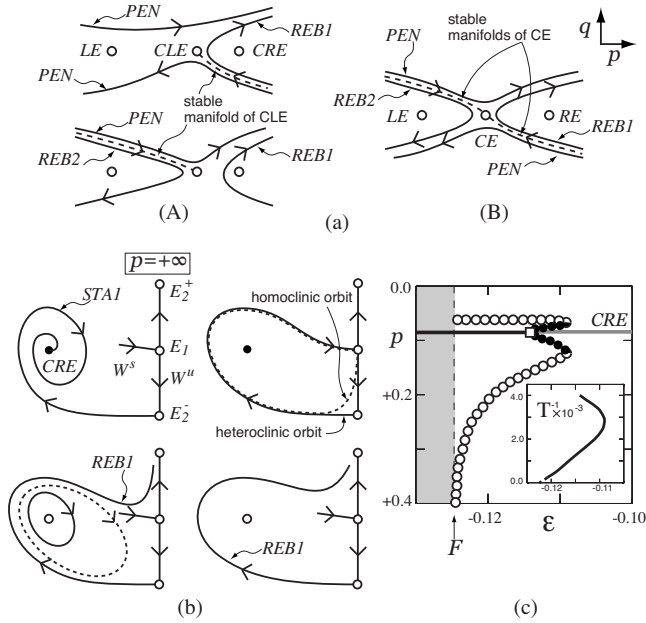 PEN
REB1
LE
CLE
CRE
PEN
stable
manifold of CLE
PEN
REB2
REB1
(A)
(a)
stable
manifolds of CE
q
p
PEN
REB2
LE
RE
CE
REB1
PEN
(B)
p=+∞
STA1
E₂⁺
CRE
E₁
Wˢ
Wᵘ
E₂⁻
homoclinic orbit
heteroclinic orbit
REB1
REB1
(b)
0.0
p
+0.2
+0.4
CRE
T⁻¹×10⁻³
4.0
2.0
0.0
-0.12
-0.11
-0.12
-0.10
ε
F
(c)